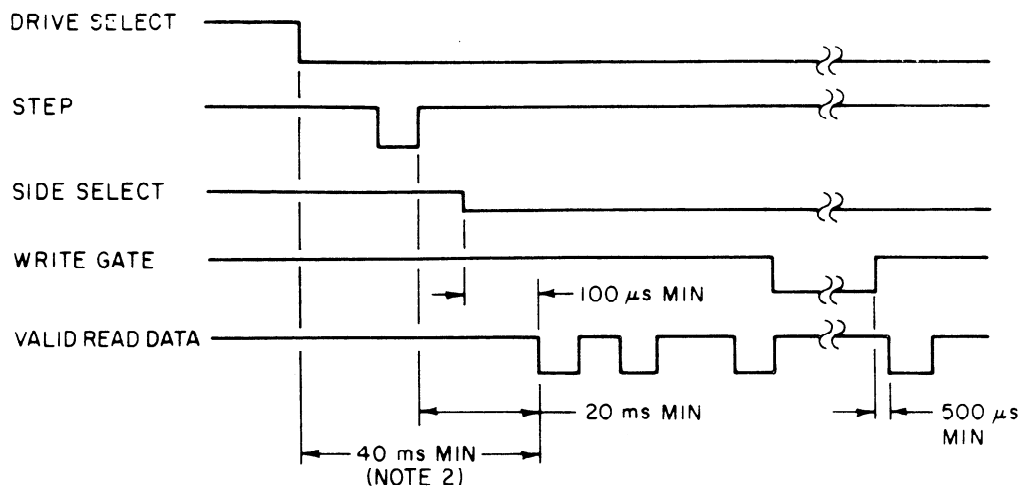 DRIVE SELECT
STEP
SIDE SELECT
WRITE GATE
100 μs MIN
VALID READ DATA
20 ms MIN
500 μs
MIN
40 ms MIN
(NOTE 2)